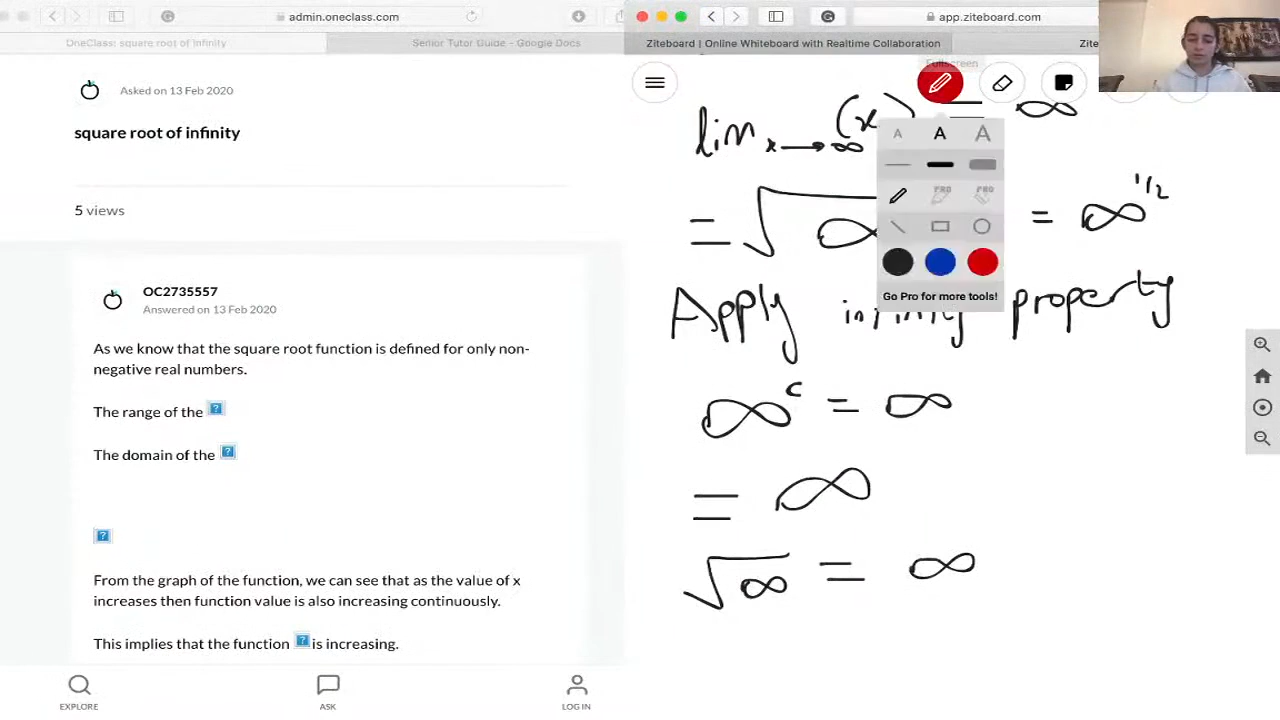 admin.oneclass.com
app.ziteboard.com
OneClass: square root of infinity
Senior Tutor Guide - Google Docs
Ziteboard | Online Whiteboard with Realtime Collaboration
Asked on 13 Feb 2020
square root of infinity
5 views
OC2735557
Answered on 13 Feb 2020
As we know that the square root function is defined for only non-
negative real numbers.
The range of the
The domain of the
From the graph of the function, we can see that as the value of x
increases then function value is also increasing continuously.
This implies that the function is increasing.
EXPLORE
ASK
LOG IN
Fullscreen
A A A
PRO PRO
Go Pro for more tools!
lim x → ∞ (x) = ∞
= √∞ = ∞^1/2
Apply infinity property
∞^c = ∞
= ∞
√∞ = ∞